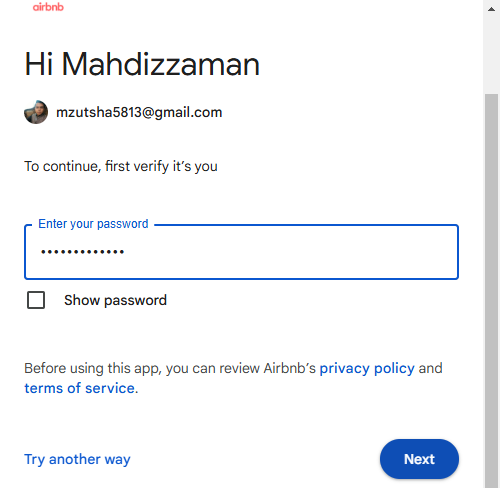 airbnb
Hi Mahdizzaman
mzutsha5813@gmail.com
To continue, first verify it’s you
Enter your password
•••••••••••••
Show password
Before using this app, you can review Airbnb’s privacy policy and
terms of service.
Try another way
Next